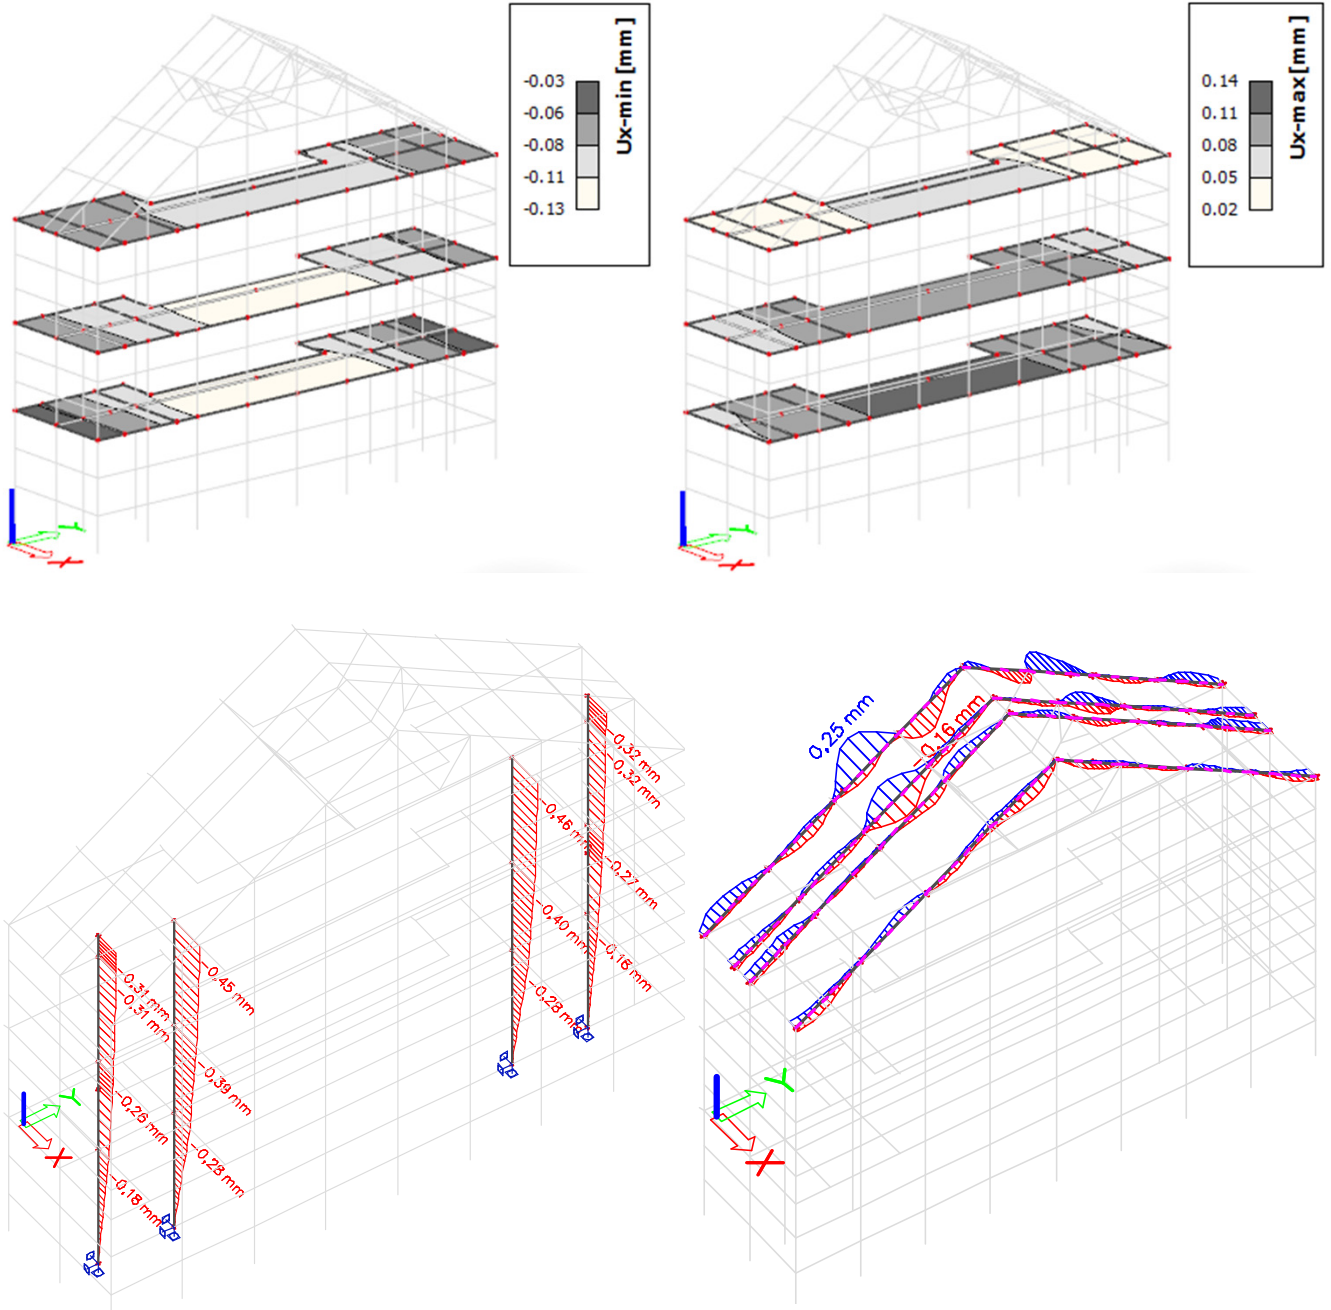 Ux-min [mm]
-0.03
-0.06
-0.08
-0.11
-0.13
Y
X
Ux-max[mm]
0.14
0.11
0.08
0.05
0.02
Y
X
-0,32 mm
-0,32 mm
-0,46 mm
-0,27 mm
-0,40 mm
-0,16 mm
-0,28 mm
-0,31 mm
-0,31 mm
-0,45 mm
-0,39 mm
-0,26 mm
-0,28 mm
-0,18 mm
Y
X
0,25 mm
-0,16 mm
Y
X